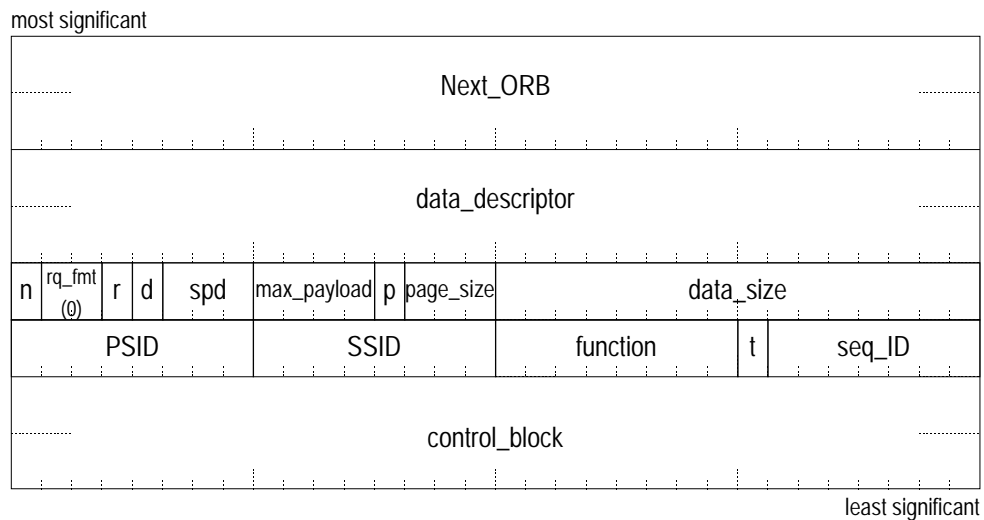 most significant
Next_ORB
data_descriptor
n rq_fmt (0) r d spd max_payload p page_size data_size
PSID SSID function t seq_ID
control_block
least significant